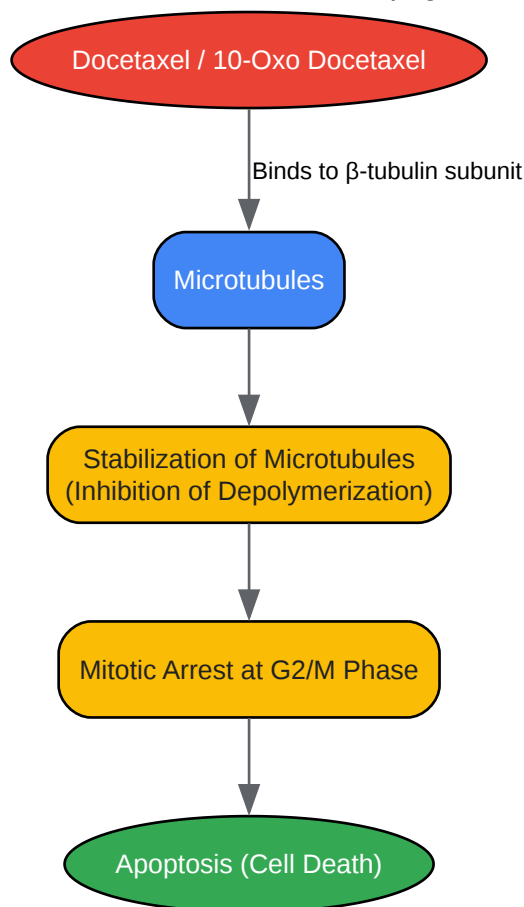 Docetaxel / 10-Oxo Docetaxel
Binds to β-tubulin subunit
Microtubules
Stabilization of Microtubules
(Inhibition of Depolymerization)
Mitotic Arrest at G2/M Phase
Apoptosis (Cell Death)